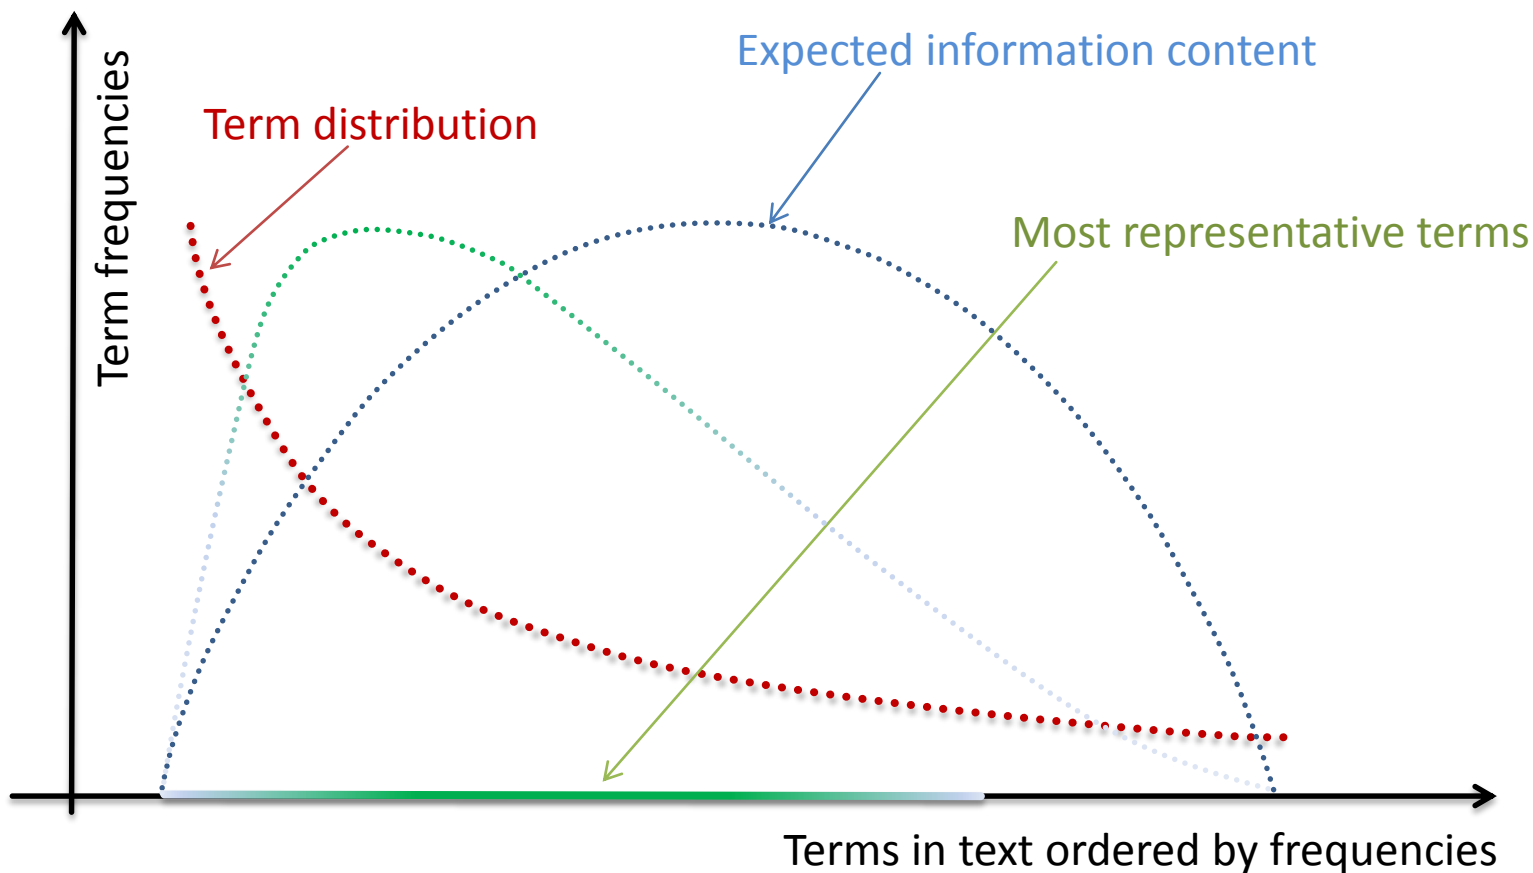 Expected information content
Term distribution
Term frequencies
Most representative terms
Terms in text ordered by frequencies